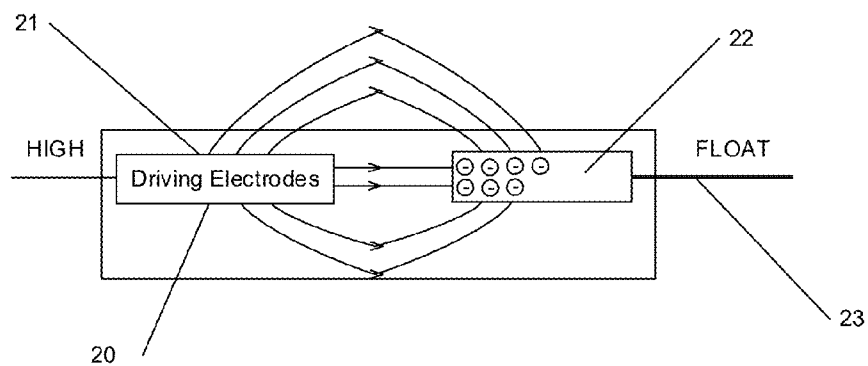 21
22
HIGH
FLOAT
Driving Electrodes
- - - -
- - -
20
23